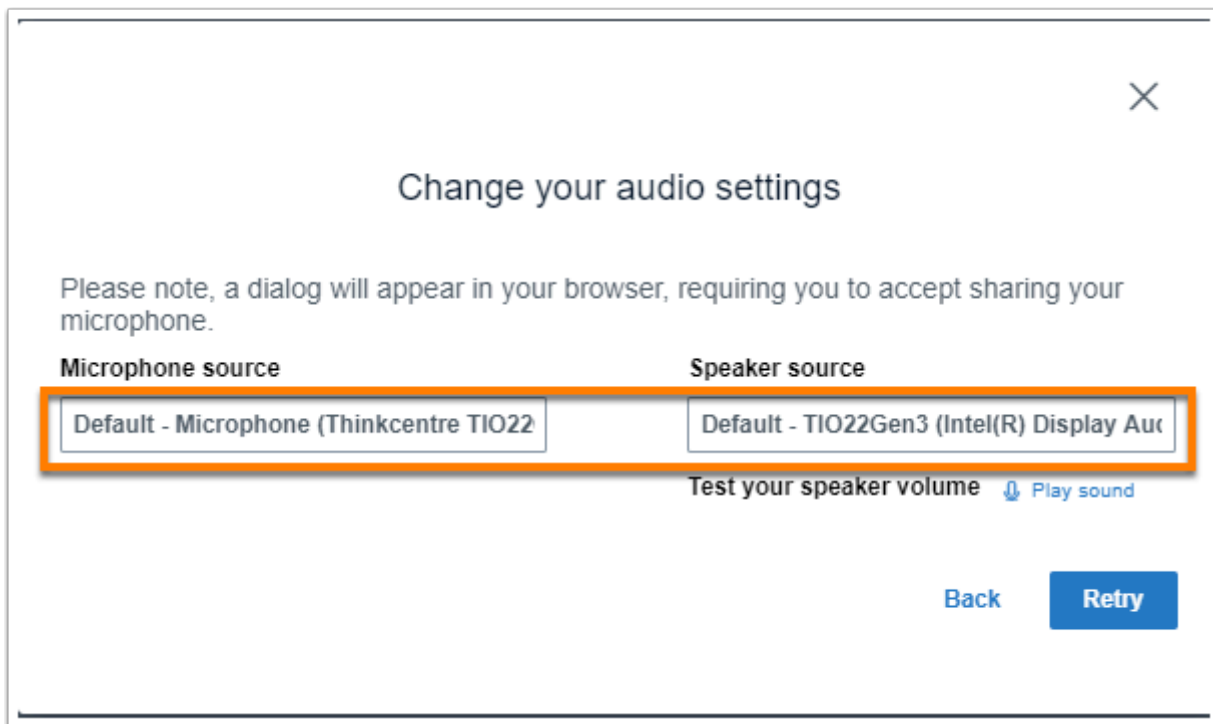 Change your audio settings
Please note, a dialog will appear in your browser, requiring you to accept sharing your
microphone.
Microphone source
Speaker source
Default - Microphone (Thinkcentre TIO22
Default - TIO22Gen3 (Intel(R) Display Aud
Test your speaker volume Play sound
Back Retry